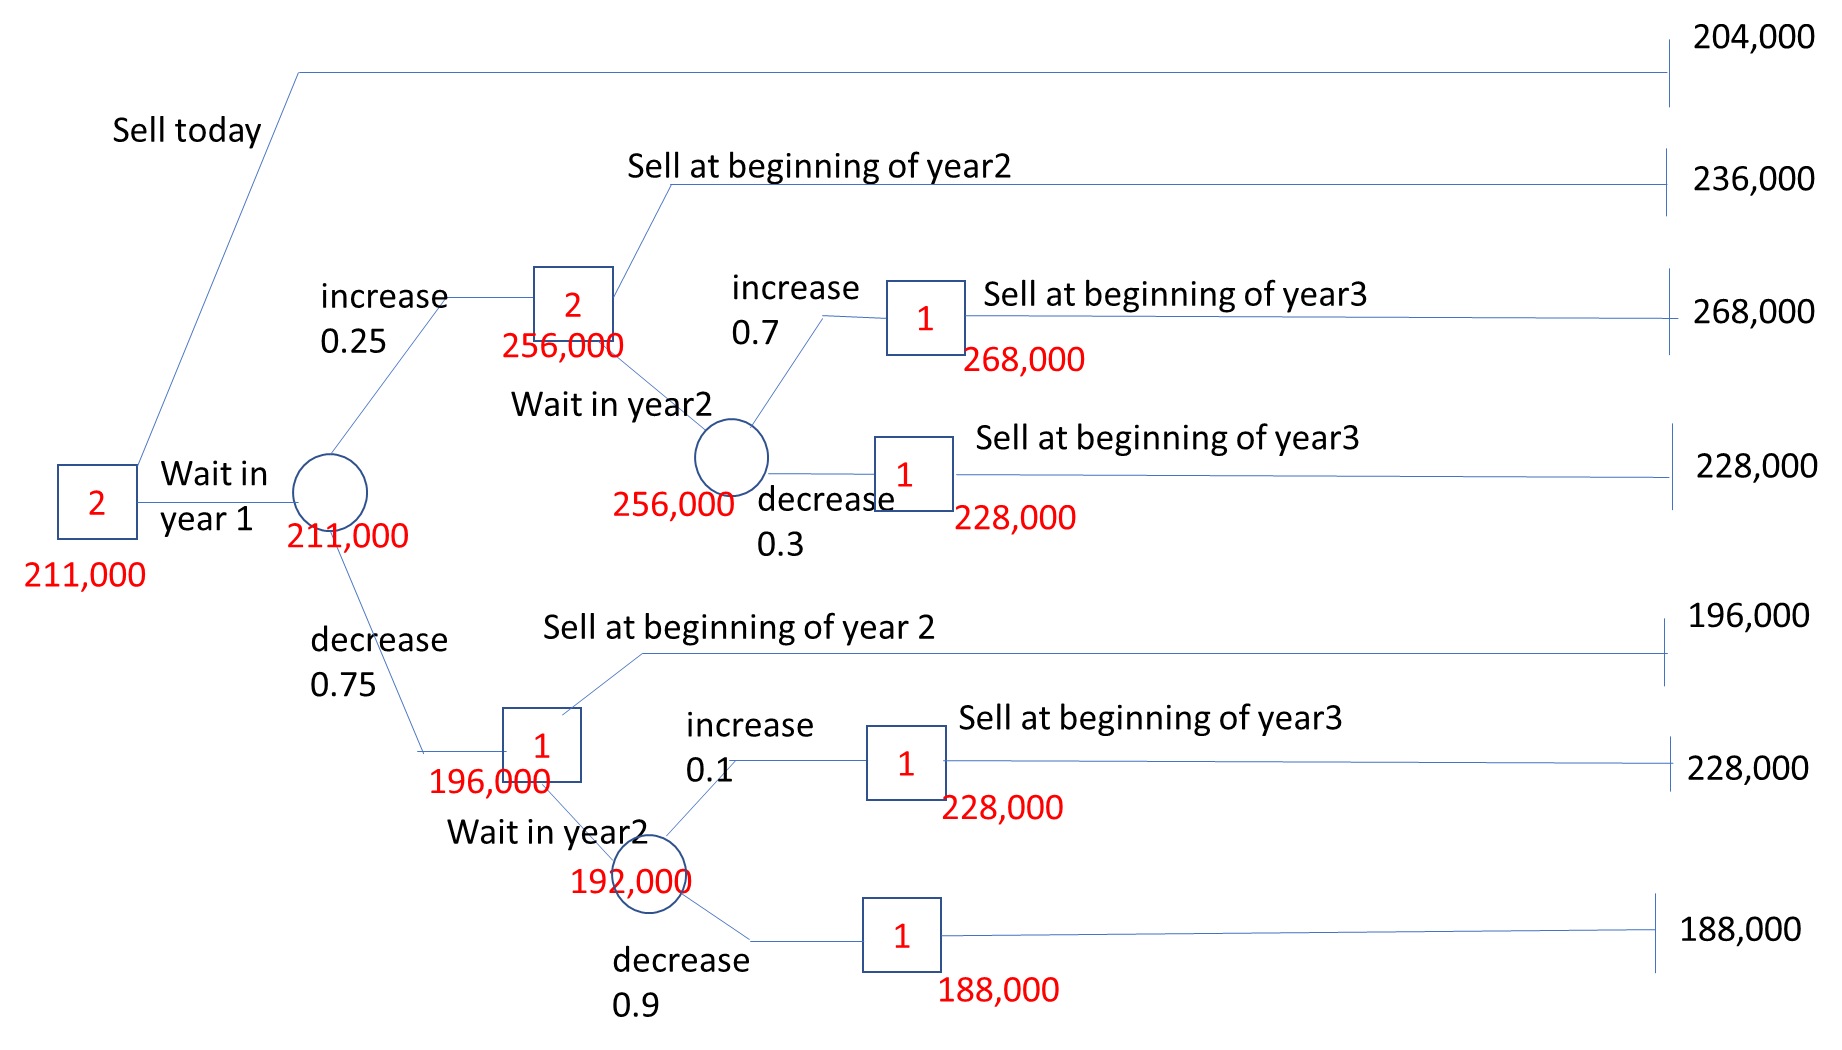 204,000
Sell today
Sell at beginning of year2
236,000
increase
0.25
2
256,000
increase
0.7
1
Sell at beginning of year3
268,000
268,000
Wait in year2
256,000
decrease
0.3
1
Sell at beginning of year3
228,000
228,000
2
211,000
Wait in
year 1
211,000
decrease
0.75
Sell at beginning of year 2
196,000
1
196,000
increase
0.1
1
Sell at beginning of year3
228,000
228,000
Wait in year2
192,000
decrease
0.9
1
188,000
188,000